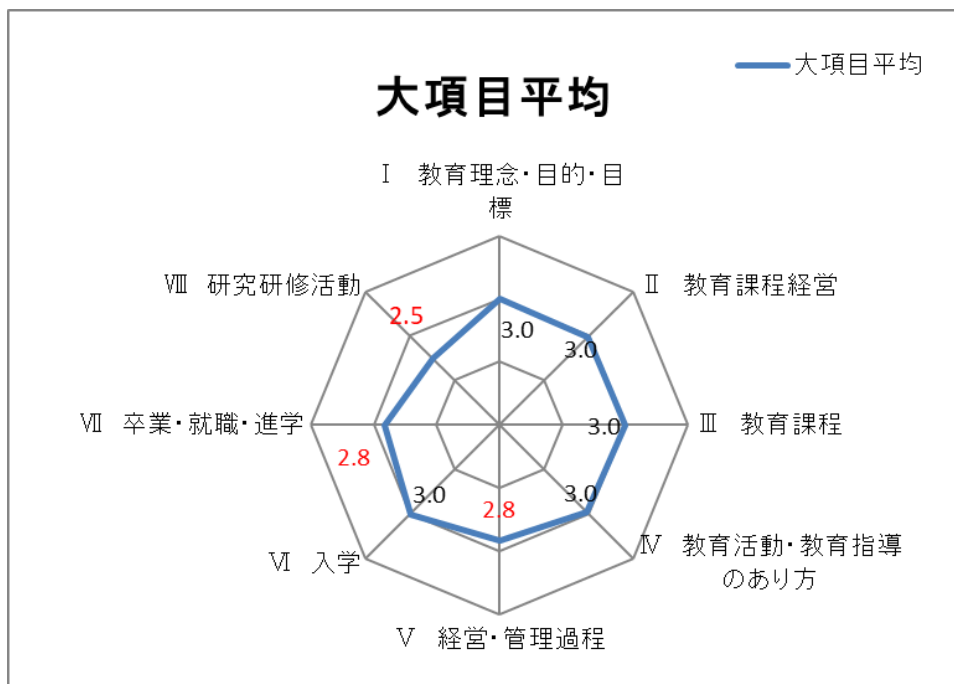 大項目平均
大項目平均
Ⅰ 教育理念・目的・目
標
Ⅷ 研究研修活動
Ⅱ 教育課程経営
2.5
3.0
3.0
Ⅶ 卒業・就職・進学
3.0
Ⅲ 教育課程
2.8
3.0
2.8
3.0
Ⅵ 入学
Ⅳ 教育活動・教育指導
のあり方
Ⅴ 経営・管理過程